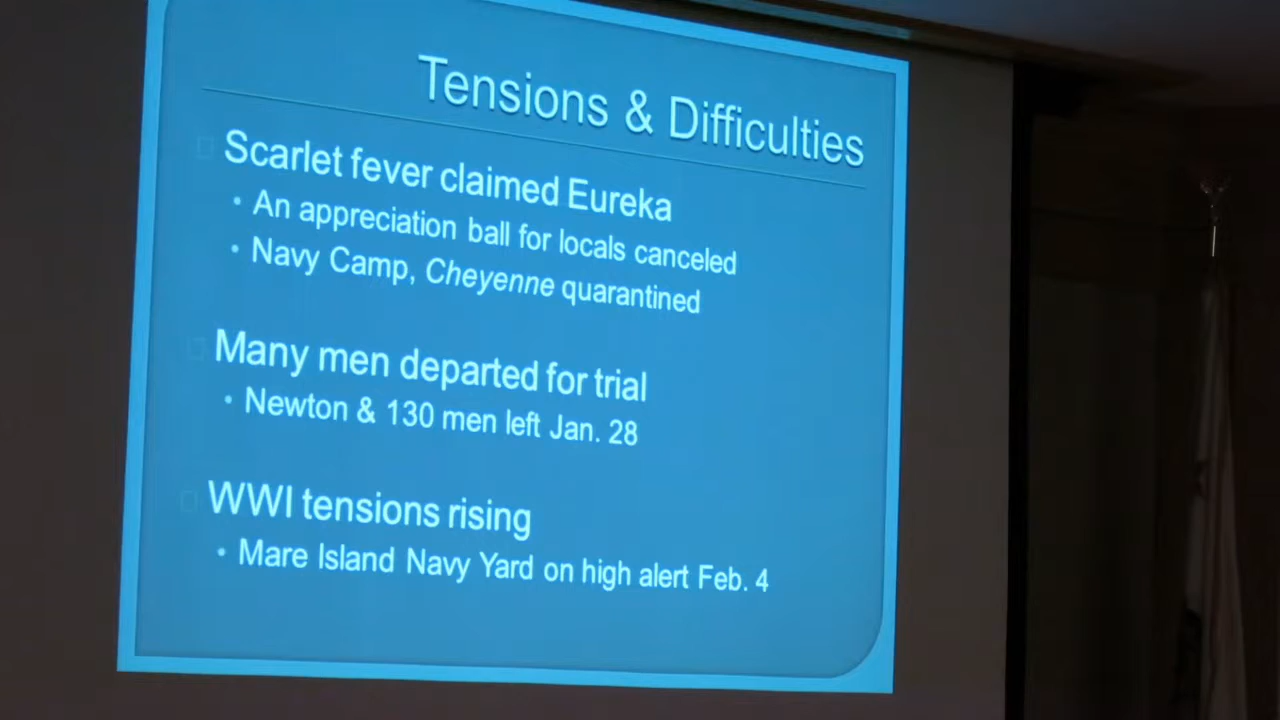 Tensions & Difficulties
Scarlet fever claimed Eureka
• An appreciation ball for locals canceled
• Navy Camp, Cheyenne quarantined
Many men departed for trial
• Newton & 130 men left Jan. 28
WWI tensions rising
• Mare Island Navy Yard on high alert Feb. 4